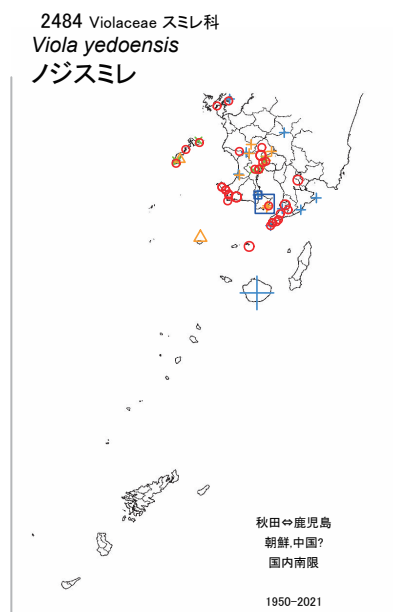 2484 Violaceae スミレ科
Viola yedoensis
ノジスミレ
秋田⇔鹿児島
朝鮮,中国?
国内南限
1950-2021